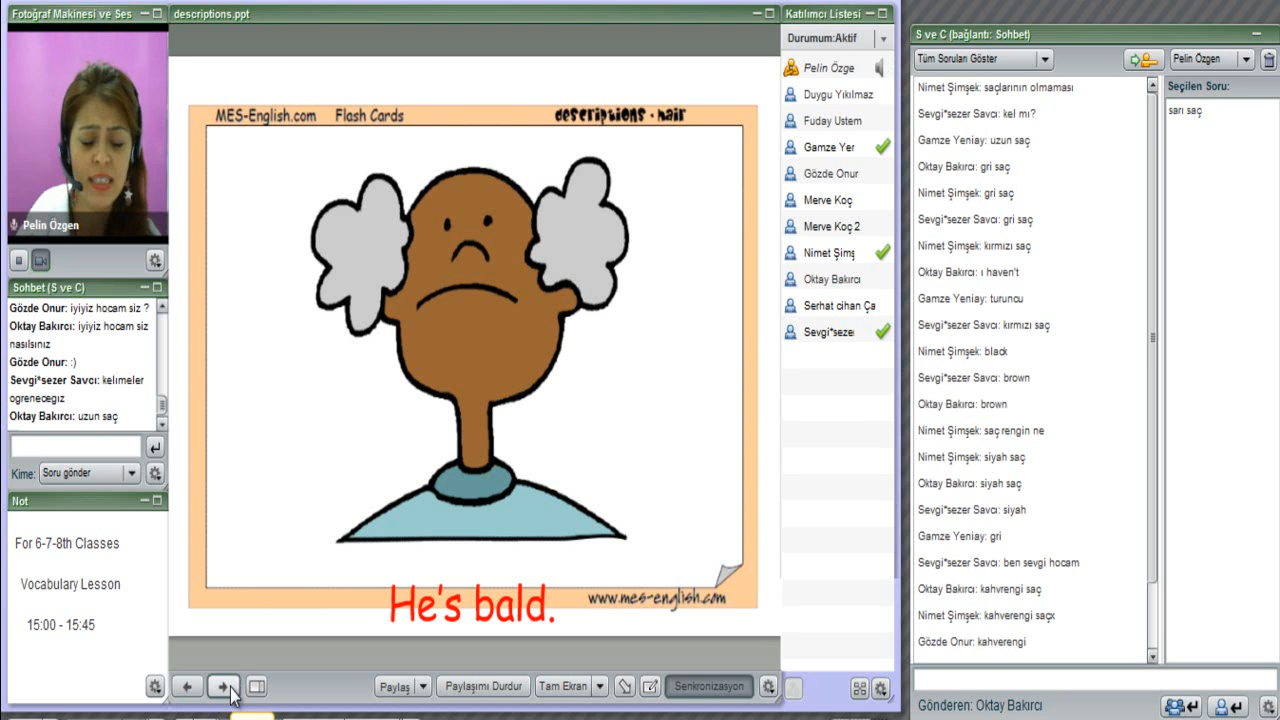 Fotoğraf Makinesi ve Ses
Pelin Özgen
Sohbet (S ve C)
Gözde Onur: iyiyiz hocam siz ?
Oktay Bakırcı: iyiyiz hocam siz
nasılsınız
Gözde Onur: :)
Sevgi*sezer Savcı: kelımeler
ogrenecegız
Oktay Bakırcı: uzun saç
Kime: Soru gönder
Not
For 6-7-8th Classes
Vocabulary Lesson
15:00 - 15:45
descriptions.ppt
MES-English.com Flash Cards descriptions - hair
He's bald.
www.mes-english.com
Paylaş
Paylaşımı Durdur
Tam Ekran
Senkronizasyon
Katılımcı Listesi
Durumum:Aktif
Pelin Özge
Duygu Yıkılmaz
Fuday Ustem
Gamze Yer
Gözde Onur
Merve Koç
Merve Koç 2
Nimet Şimş
Oktay Bakırcı
Serhat cihan Ça
Sevgi*seze
S ve C (bağlantı: Sohbet)
Tüm Soruları Göster
Pelin Özgen
Nimet Şimşek: saçlarının olmaması
Sevgi*sezer Savcı: kel mı?
Gamze Yeniay: uzun saç
Oktay Bakırcı: gri saç
Nimet Şimşek: gri saç
Sevgi*sezer Savcı: gri saç
Nimet Şimşek: kırmızı saç
Oktay Bakırcı: ı haven't
Gamze Yeniay: turuncu
Sevgi*sezer Savcı: kırmızı saç
Nimet Şimşek: black
Sevgi*sezer Savcı: brown
Oktay Bakırcı: brown
Nimet Şimşek: saç rengin ne
Nimet Şimşek: siyah saç
Oktay Bakırcı: siyah saç
Sevgi*sezer Savcı: siyah
Gamze Yeniay: gri
Sevgi*sezer Savcı: ben sevgi hocam
Oktay Bakırcı: kahvrengi saç
Nimet Şimşek: kahverengi saçx
Gözde Onur: kahverengi
Seçilen Soru:
sarı saç
Gönderen: Oktay Bakırcı